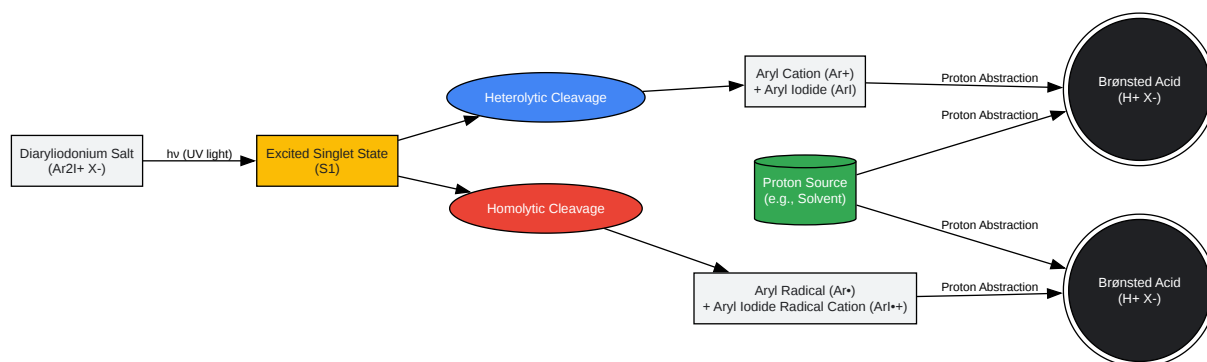 Diaryliodonium Salt
(Ar2I+ X-)
hν (UV light)
Excited Singlet State
(S1)
Heterolytic Cleavage
Homolytic Cleavage
Aryl Cation (Ar+)
+ Aryl Iodide (ArI)
Proton Abstraction
Proton Abstraction
Brønsted Acid
(H+ X-)
Proton Source
(e.g., Solvent)
Proton Abstraction
Aryl Radical (Ar•)
+ Aryl Iodide Radical Cation (ArI•+)
Proton Abstraction
Brønsted Acid
(H+ X-)